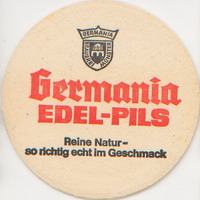 GERMANIA
Germania
EDEL-PILS
Reine Natur–
so richtig echt im Geschmack